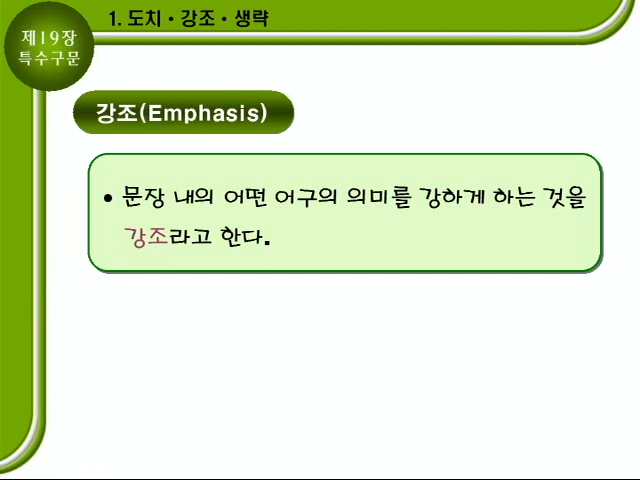 1. 도치·강조·생략
제19장
특수구문
강조(Emphasis)
• 문장 내의 어떤 어구의 의미를 강하게 하는 것을
강조라고 한다.